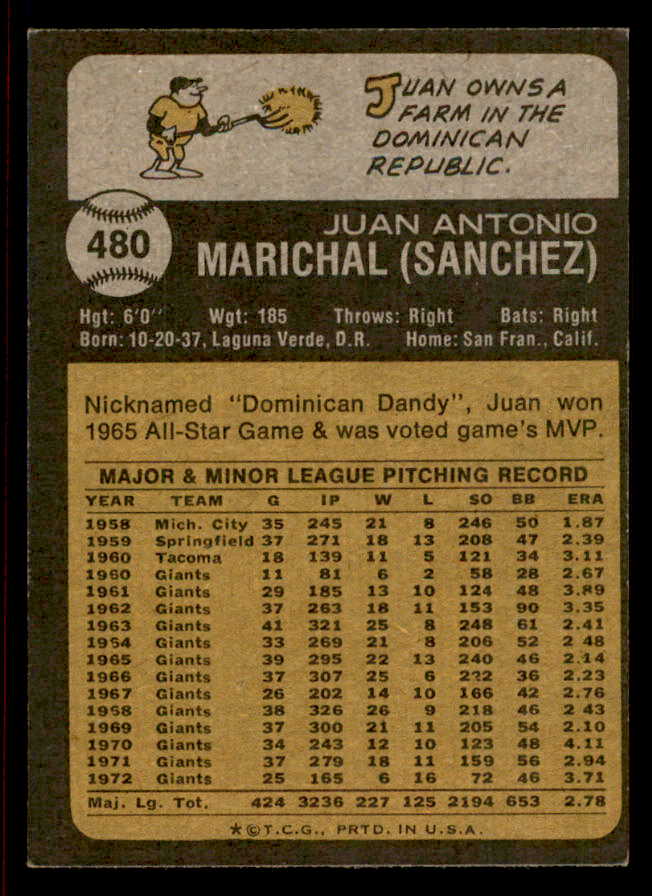 JUAN OWNS A
FARM IN THE
DOMINICAN
REPUBLIC.
480
JUAN ANTONIO
MARICHAL (SANCHEZ)
Hgt: 6'0" Wgt: 185 Throws: Right Bats: Right
Born: 10-20-37, Laguna Verde, D.R. Home: San Fran., Calif.
Nicknamed "Dominican Dandy", Juan won
1965 All-Star Game & was voted game's MVP.
MAJOR & MINOR LEAGUE PITCHING RECORD
YEAR TEAM G IP W L SO BB ERA
1958 Mich. City 35 245 21 8 246 50 1.87
1959 Springfield 37 271 18 13 208 47 2.39
1960 Tacoma 18 139 11 5 121 34 3.11
1960 Giants 11 81 6 2 58 28 2.67
1961 Giants 29 185 13 10 124 48 3.89
1962 Giants 37 263 18 11 153 90 3.35
1963 Giants 41 321 25 8 248 61 2.41
1964 Giants 33 269 21 8 206 52 2 48
1965 Giants 39 295 22 13 240 46 2.14
1966 Giants 37 307 25 6 222 36 2.23
1967 Giants 26 202 14 10 166 42 2.76
1968 Giants 38 326 26 9 218 46 2 43
1969 Giants 37 300 21 11 205 54 2.10
1970 Giants 34 243 12 10 123 48 4.11
1971 Giants 37 279 18 11 159 56 2.94
1972 Giants 25 165 6 16 72 46 3.71
Maj. Lg. Tot. 424 3236 227 125 2194 653 2.78
★©T.C.G., PRTD. IN U.S.A.